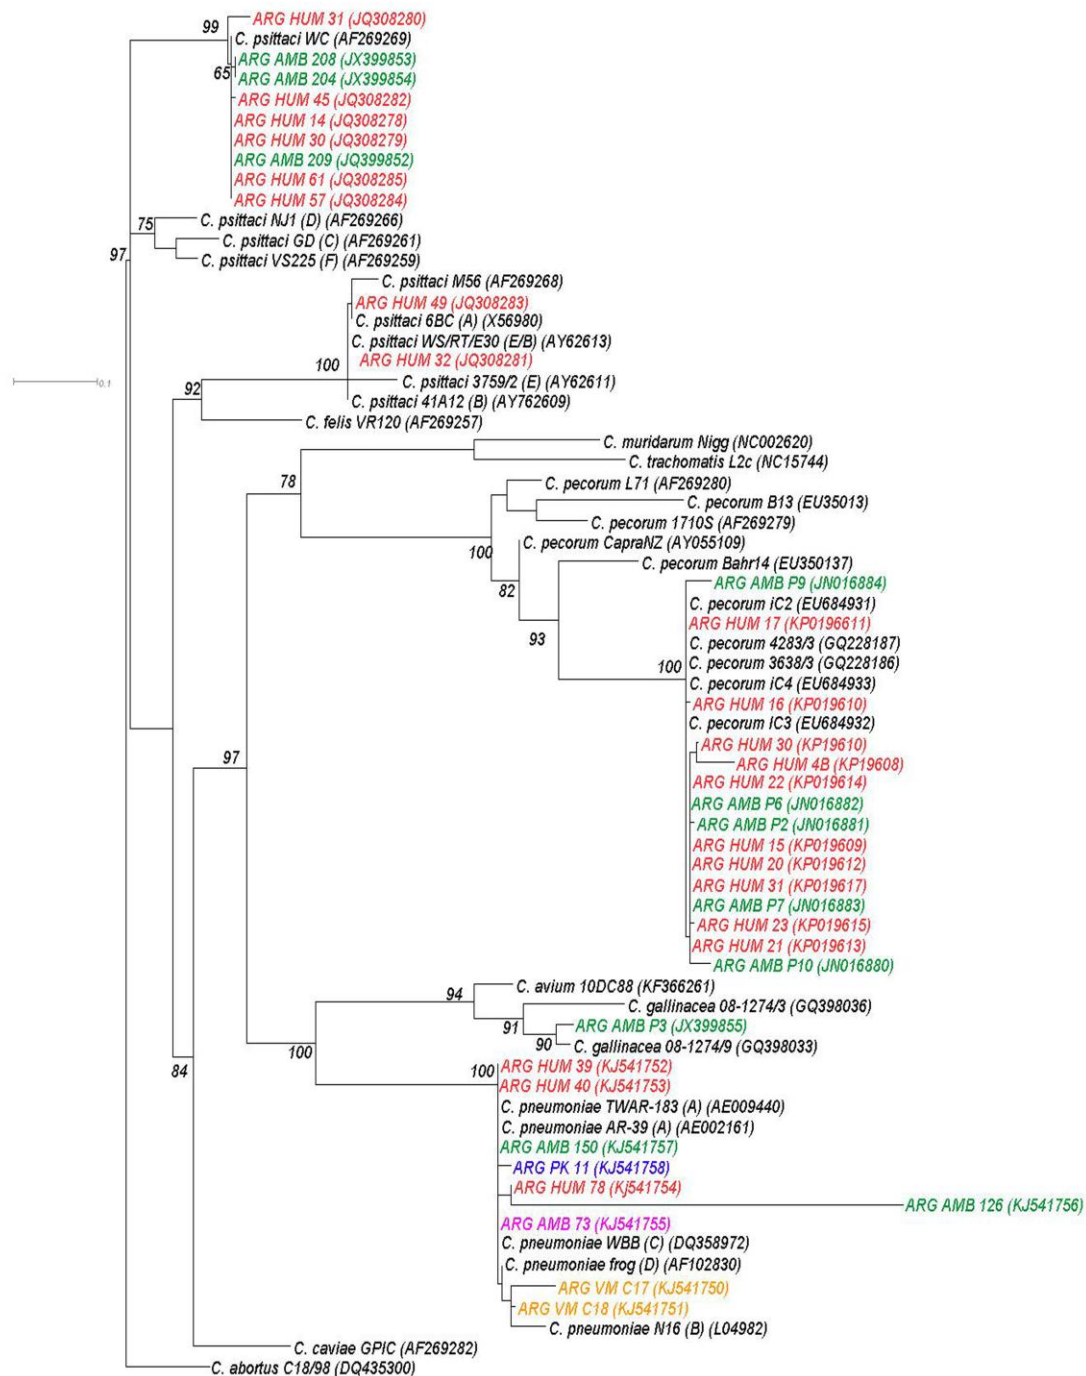 99
ARG HUM 31 (JQ308280)
C. psittaci WC (AF269269)
ARG AMB 208 (JX399853)
65
ARG AMB 204 (JX399854)
ARG HUM 45 (JQ308282)
ARG HUM 14 (JQ308278)
ARG HUM 30 (JQ308279)
ARG AMB 209 (JQ399852)
ARG HUM 61 (JQ308285)
ARG HUM 57 (JQ308284)
75
C. psittaci NJ1 (D) (AF269266)
C. psittaci GD (C) (AF269261)
97
C. psittaci VS225 (F) (AF269259)
C. psittaci M56 (AF269268)
ARG HUM 49 (JQ308283)
C. psittaci 6BC (A) (X56980)
C. psittaci WS/RT/E30 (E/B) (AY62613)
100
ARG HUM 32 (JQ308281)
0.1
C. psittaci 3759/2 (E) (AY62611)
92
C. psittaci 41A12 (B) (AY762609)
C. felis VR120 (AF269257)
C. muridarum Nigg (NC002620)
C. trachomatis L2c (NC15744)
78
C. pecorum L71 (AF269280)
C. pecorum B13 (EU35013)
C. pecorum 1710S (AF269279)
C. pecorum CapraNZ (AY055109)
100
C. pecorum Bahr14 (EU350137)
82
ARG AMB P9 (JN016884)
C. pecorum iC2 (EU684931)
ARG HUM 17 (KP0196611)
93
C. pecorum 4283/3 (GQ228187)
100
C. pecorum 3638/3 (GQ228186)
C. pecorum iC4 (EU684933)
ARG HUM 16 (KP019610)
C. pecorum IC3 (EU684932)
ARG HUM 30 (KP19610)
97
ARG HUM 4B (KP19608)
ARG HUM 22 (KP019614)
ARG AMB P6 (JN016882)
ARG AMB P2 (JN016881)
ARG HUM 15 (KP019609)
ARG HUM 20 (KP019612)
ARG HUM 31 (KP019617)
ARG AMB P7 (JN016883)
ARG HUM 23 (KP019615)
ARG HUM 21 (KP019613)
ARG AMB P10 (JN016880)
C. avium 10DC88 (KF366261)
94
C. gallinacea 08-1274/3 (GQ398036)
91
ARG AMB P3 (JX399855)
90
C. gallinacea 08-1274/9 (GQ398033)
100
84
100
ARG HUM 39 (KJ541752)
ARG HUM 40 (KJ541753)
C. pneumoniae TWAR-183 (A) (AE009440)
C. pneumoniae AR-39 (A) (AE002161)
ARG AMB 150 (KJ541757)
ARG PK 11 (KJ541758)
ARG HUM 78 (Kj541754)
ARG AMB 126 (KJ541756)
ARG AMB 73 (KJ541755)
C. pneumoniae WBB (C) (DQ358972)
C. pneumoniae frog (D) (AF102830)
ARG VM C17 (KJ541750)
ARG VM C18 (KJ541751)
C. pneumoniae N16 (B) (L04982)
C. caviae GPIC (AF269282)
C. abortus C18/98 (DQ435300)